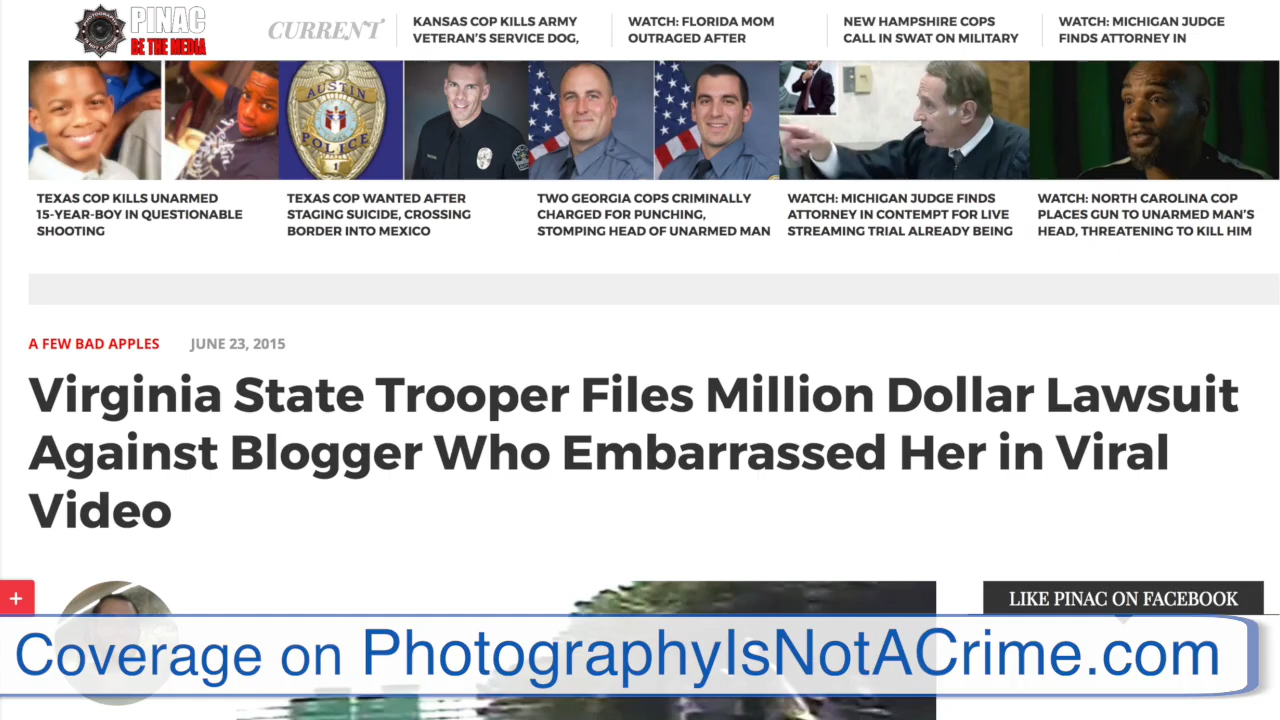 PINAC
BE THE MEDIA
CURRENT
KANSAS COP KILLS ARMY
VETERAN'S SERVICE DOG,
WATCH: FLORIDA MOM
OUTRAGED AFTER
NEW HAMPSHIRE COPS
CALL IN SWAT ON MILITARY
WATCH: MICHIGAN JUDGE
FINDS ATTORNEY IN
AUSTIN
POLICE
1
TEXAS COP KILLS UNARMED
15-YEAR-BOY IN QUESTIONABLE
SHOOTING
TEXAS COP WANTED AFTER
STAGING SUICIDE, CROSSING
BORDER INTO MEXICO
TWO GEORGIA COPS CRIMINALLY
CHARGED FOR PUNCHING,
STOMPING HEAD OF UNARMED MAN
WATCH: MICHIGAN JUDGE FINDS
ATTORNEY IN CONTEMPT FOR LIVE
STREAMING TRIAL ALREADY BEING
WATCH: NORTH CAROLINA COP
PLACES GUN TO UNARMED MAN'S
HEAD, THREATENING TO KILL HIM
A FEW BAD APPLES JUNE 23, 2015
Virginia State Trooper Files Million Dollar Lawsuit
Against Blogger Who Embarrassed Her in Viral
Video
+
LIKE PINAC ON FACEBOOK
Coverage on PhotographyIsNotACrime.com